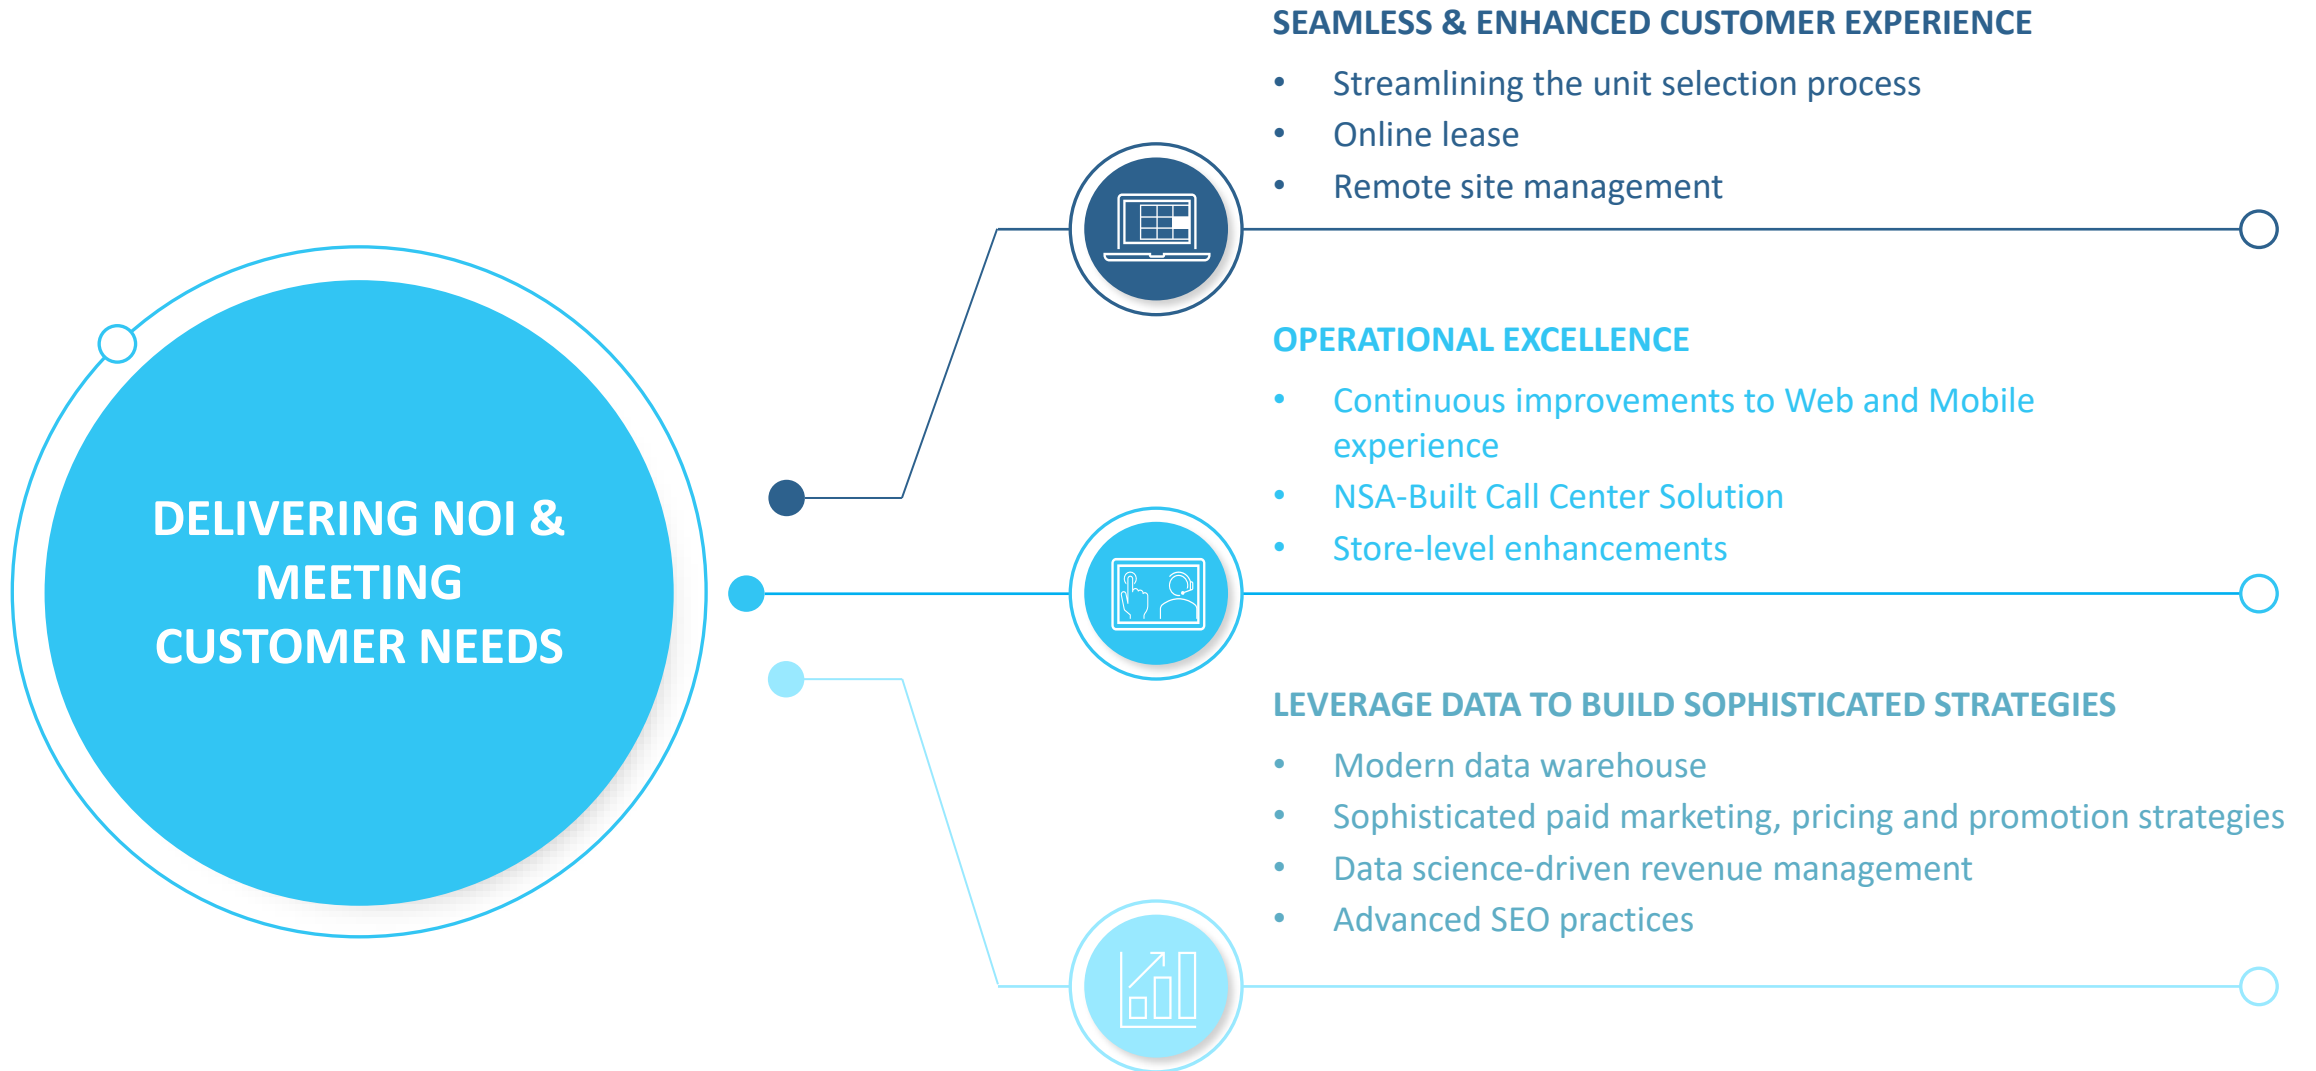 DELIVERING NOI &
MEETING
CUSTOMER NEEDS
SEAMLESS & ENHANCED CUSTOMER EXPERIENCE
• Streamlining the unit selection process
• Online lease
• Remote site management
OPERATIONAL EXCELLENCE
• Continuous improvements to Web and Mobile
experience
• NSA-Built Call Center Solution
• Store-level enhancements
LEVERAGE DATA TO BUILD SOPHISTICATED STRATEGIES
• Modern data warehouse
• Sophisticated paid marketing, pricing and promotion strategies
• Data science-driven revenue management
• Advanced SEO practices